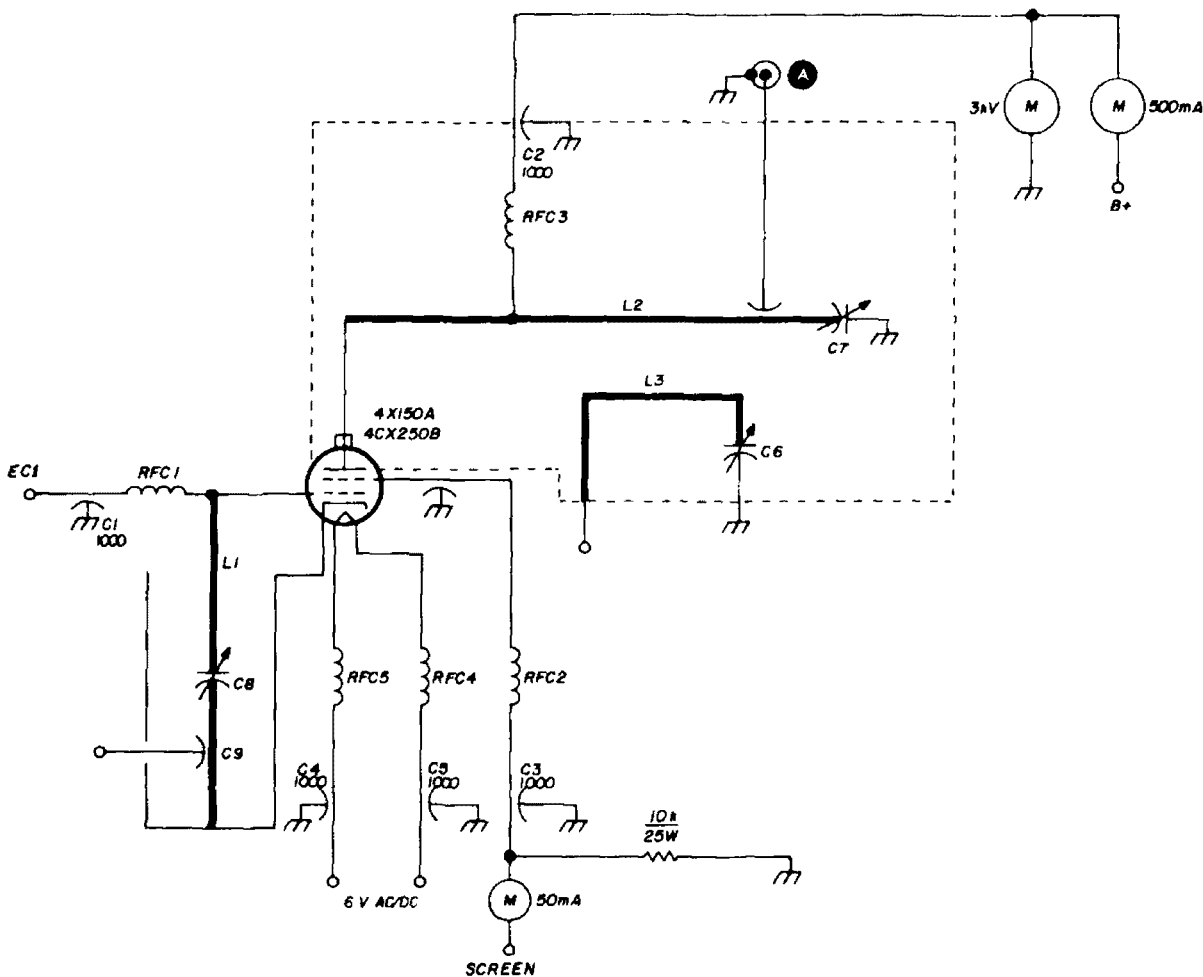 A
3kV
M
M
500mA
C2
1000
RFC3
B+
L2
C7
L3
4X150A
4CX250B
C6
EC1
RFC1
C1
1000
L1
C8
RFC5
RFC4
RFC2
C9
C4
1000
C5
1000
C3
1000
10k
25W
6V AC/DC
M
50mA
SCREEN